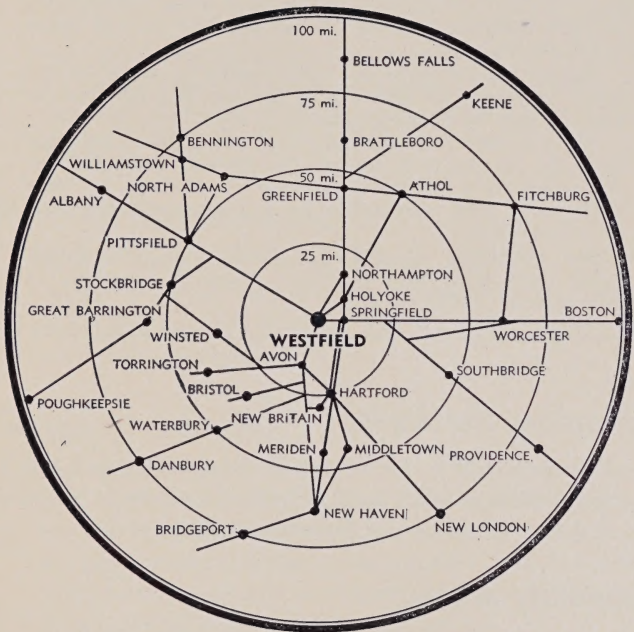 100 mi.
BELLOWS FALLS
75 mi.
KEENE
BENNINGTON
BRATTLEBORO
WILLIAMSTOWN
50 mi.
NORTH ADAMS
ATHOL
ALBANY
GREENFIELD
FITCHBURG
PITTSFIELD
25 mi.
NORTHAMPTON
STOCKBRIDGE
HOLYOKE
GREAT BARRINGTON
SPRINGFIELD
BOSTON
WINSTED
WESTFIELD
WORCESTER
AVON
TORRINGTON
SOUTHBRIDGE
BRISTOL
HARTFORD
POUGHKEEPSIE
NEW BRITAIN
WATERBURY
MERIDEN
MIDDLETOWN
PROVIDENCE
DANBURY
NEW HAVEN
BRIDGEPORT
NEW LONDON